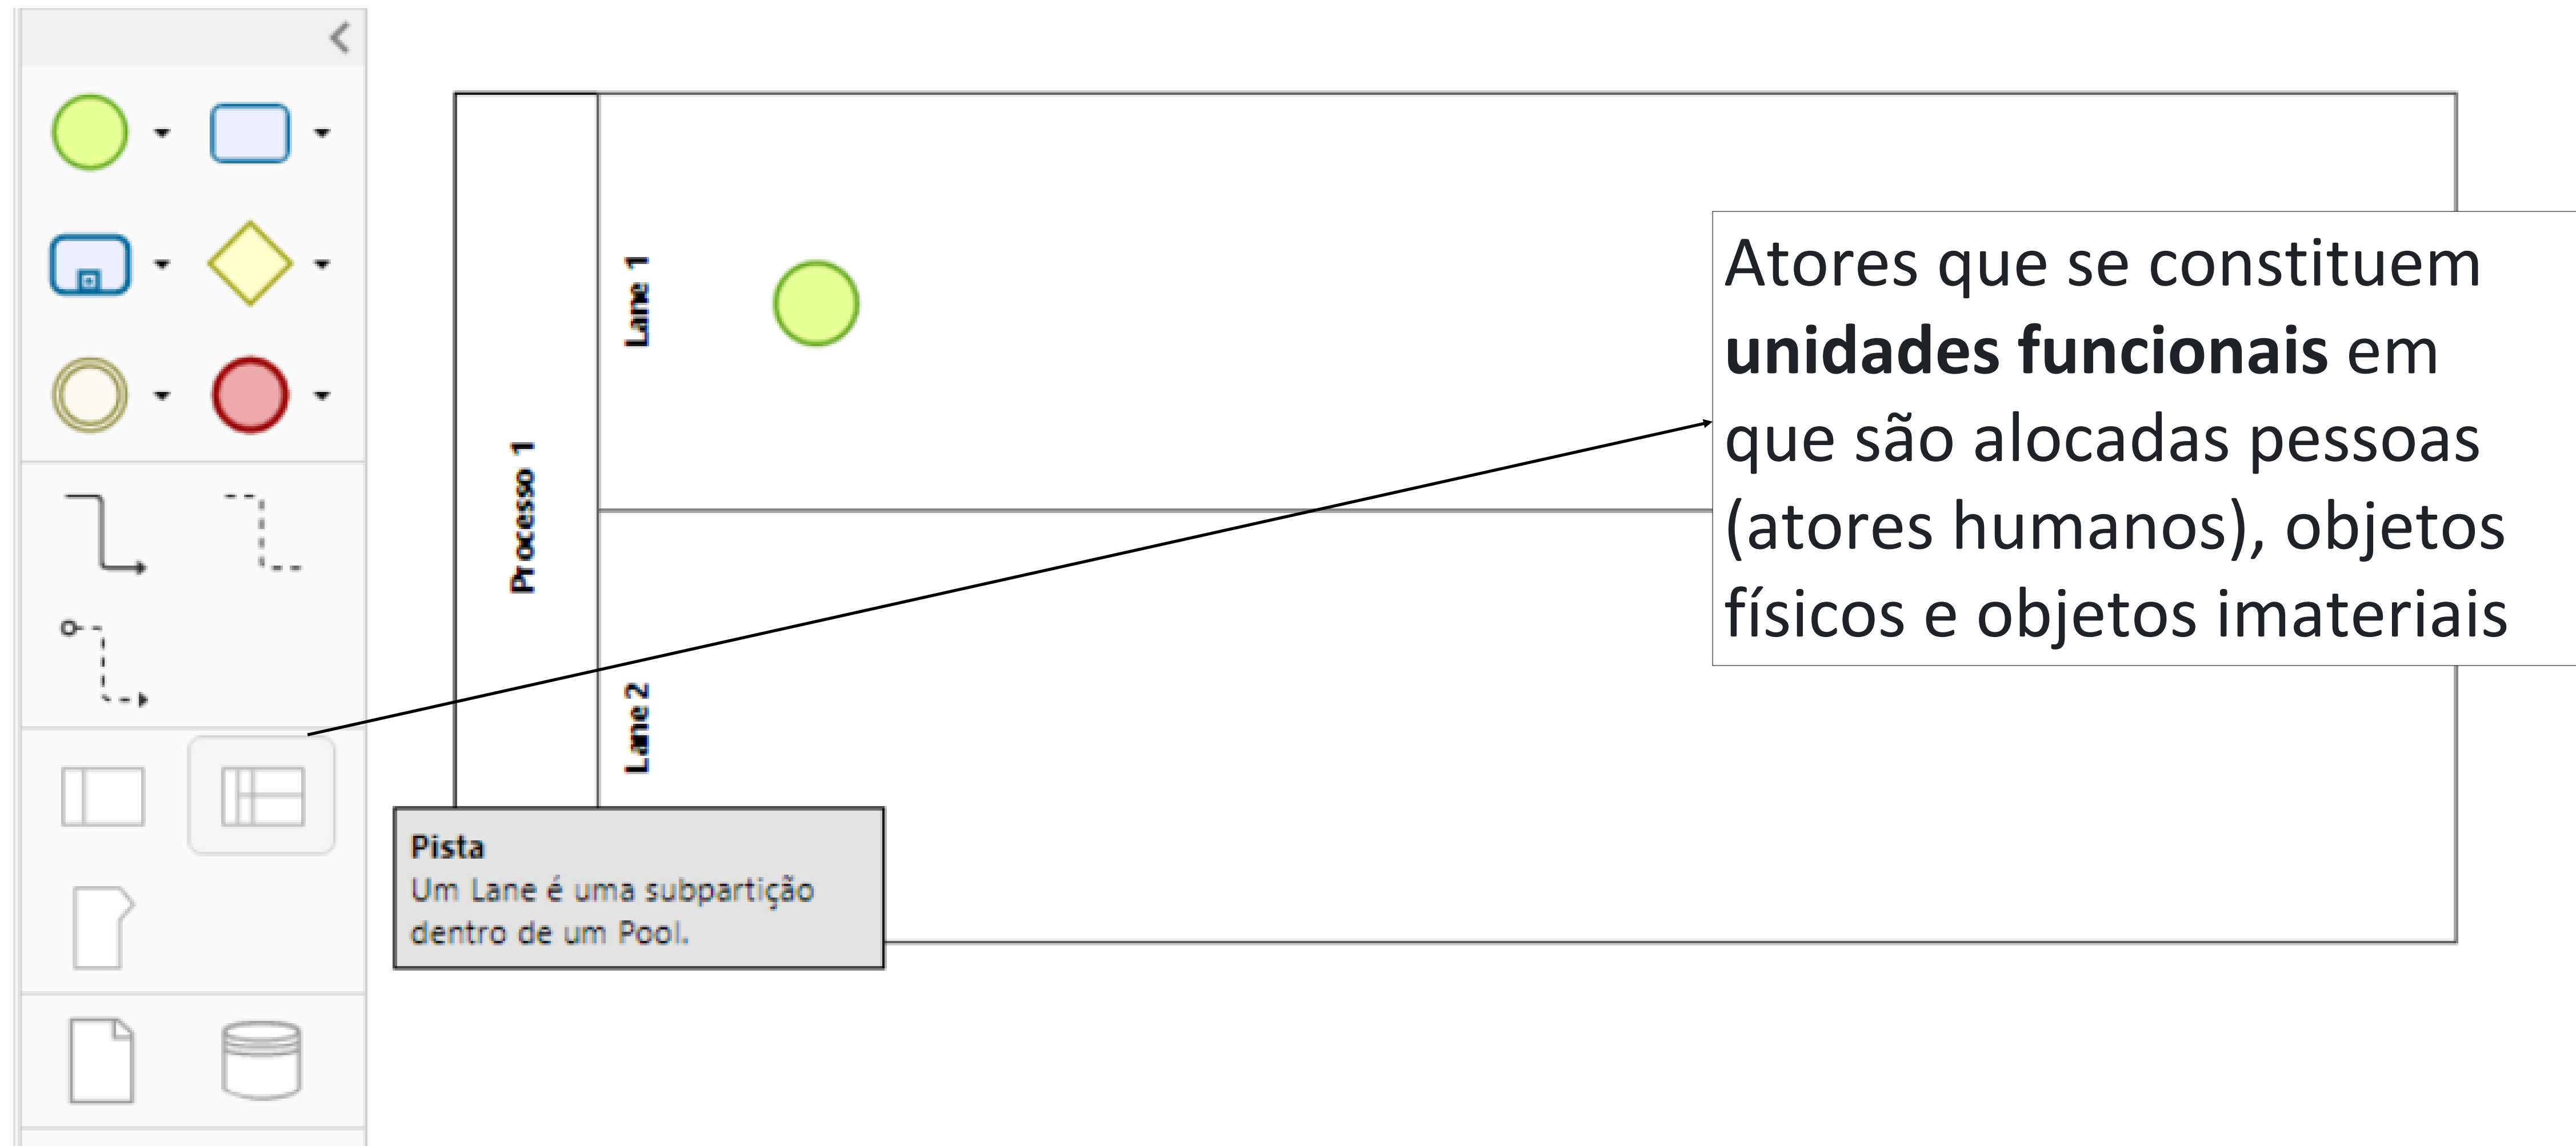 Processo 1
Lane 1
Lane 2
Atores que se constituem
unidades funcionais em
que são alocadas pessoas
(atores humanos), objetos
físicos e objetos imateriais
Pista
Um Lane é uma subpartição
dentro de um Pool.